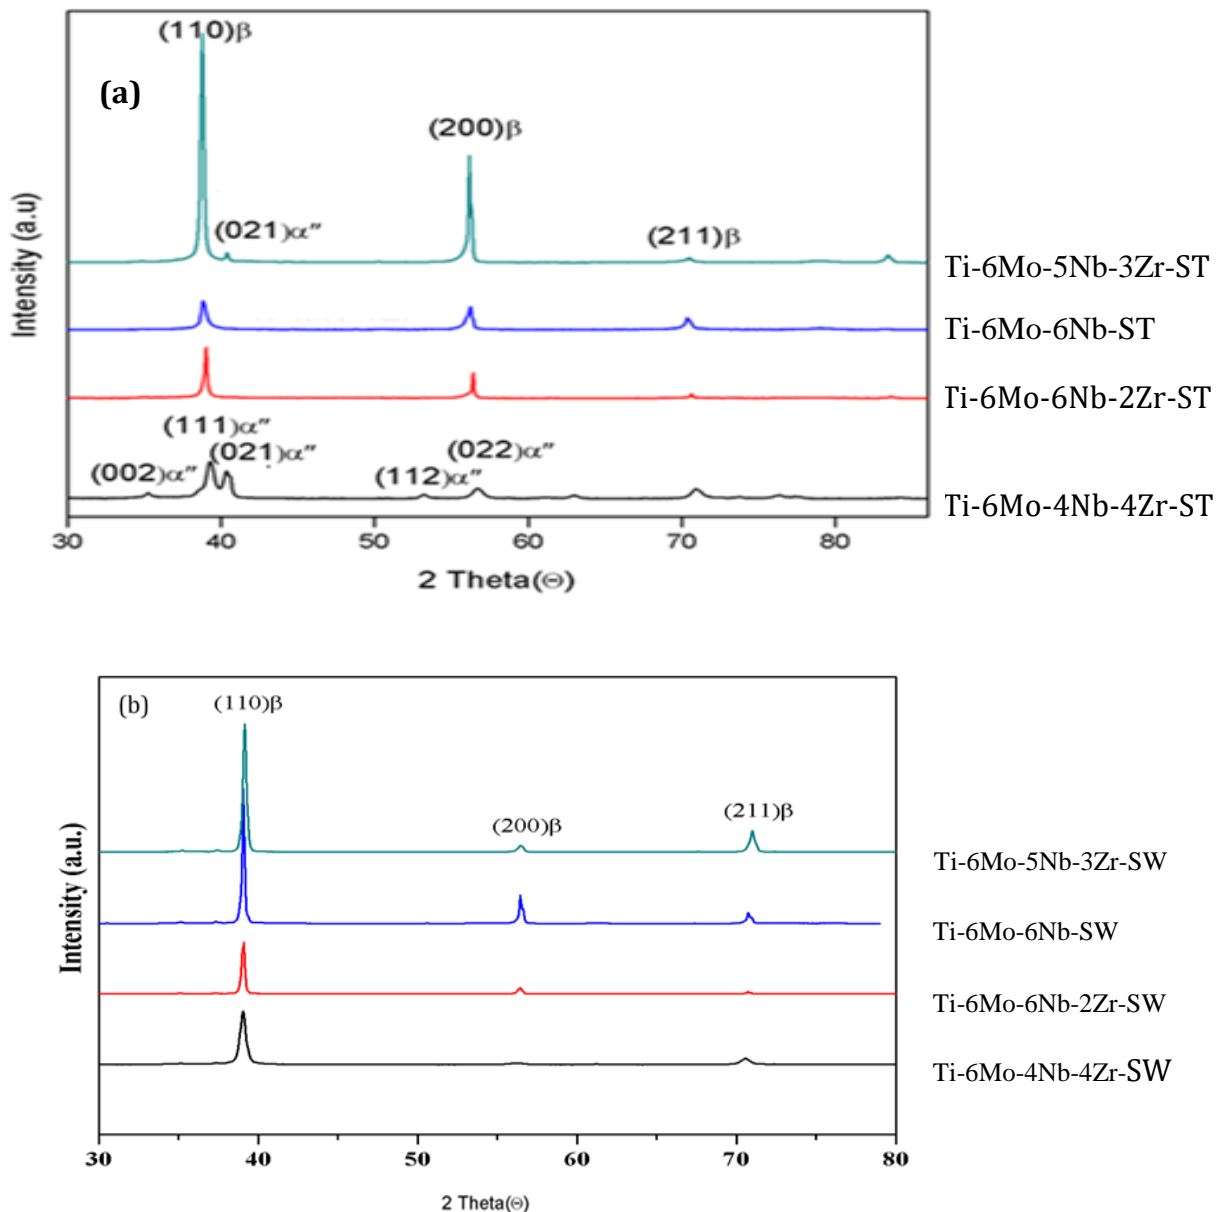 (110)β
(a)
(200)β
(021)α″
(211)β
Ti-6Mo-5Nb-3Zr-ST
Ti-6Mo-6Nb-ST
Ti-6Mo-6Nb-2Zr-ST
(111)α″
(021)α″
(022)α″
(002)α″
(112)α″
Ti-6Mo-4Nb-4Zr-ST
Intensity (a.u)
30 40 50 60 70 80
2 Theta(Θ)
(b)
(110)β
(200)β
(211)β
Ti-6Mo-5Nb-3Zr-SW
Ti-6Mo-6Nb-SW
Ti-6Mo-6Nb-2Zr-SW
Ti-6Mo-4Nb-4Zr-SW
Intensity (a.u.)
30 40 50 60 70 80
2 Theta(Θ)